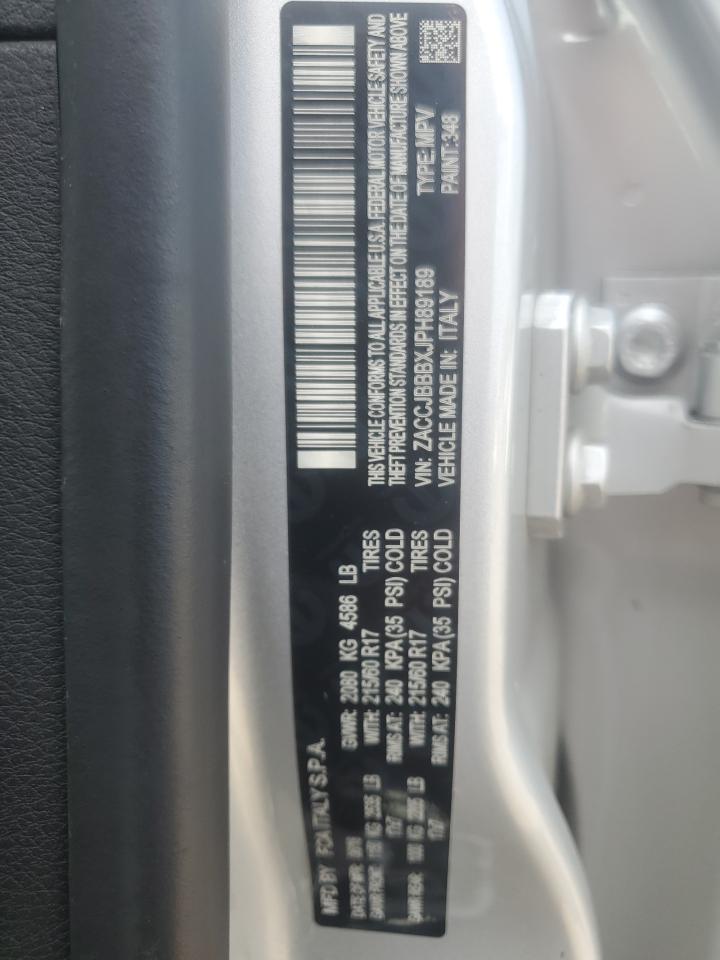 MFD BY FCA ITALY S.P.A.
GVWR: 2080 KG 4586 LB
WITH: 215/60 R17 TIRES
RIMS AT: 240 KPA(35 PSI) COLD
WITH: 215/60 R17 TIRES
RIMS AT: 240 KPA(35 PSI) COLD
THIS VEHICLE CONFORMS TO ALL APPLICABLE U.S.A. FEDERAL MOTOR VEHICLE SAFETY AND
THEFT PREVENTION STANDARDS IN EFFECT ON THE DATE OF MANUFACTURE SHOWN ABOVE
VIN: ZACCJBBBXJPH89189 TYPE: MPV
VEHICLE MADE IN: ITALY PAINT: 348